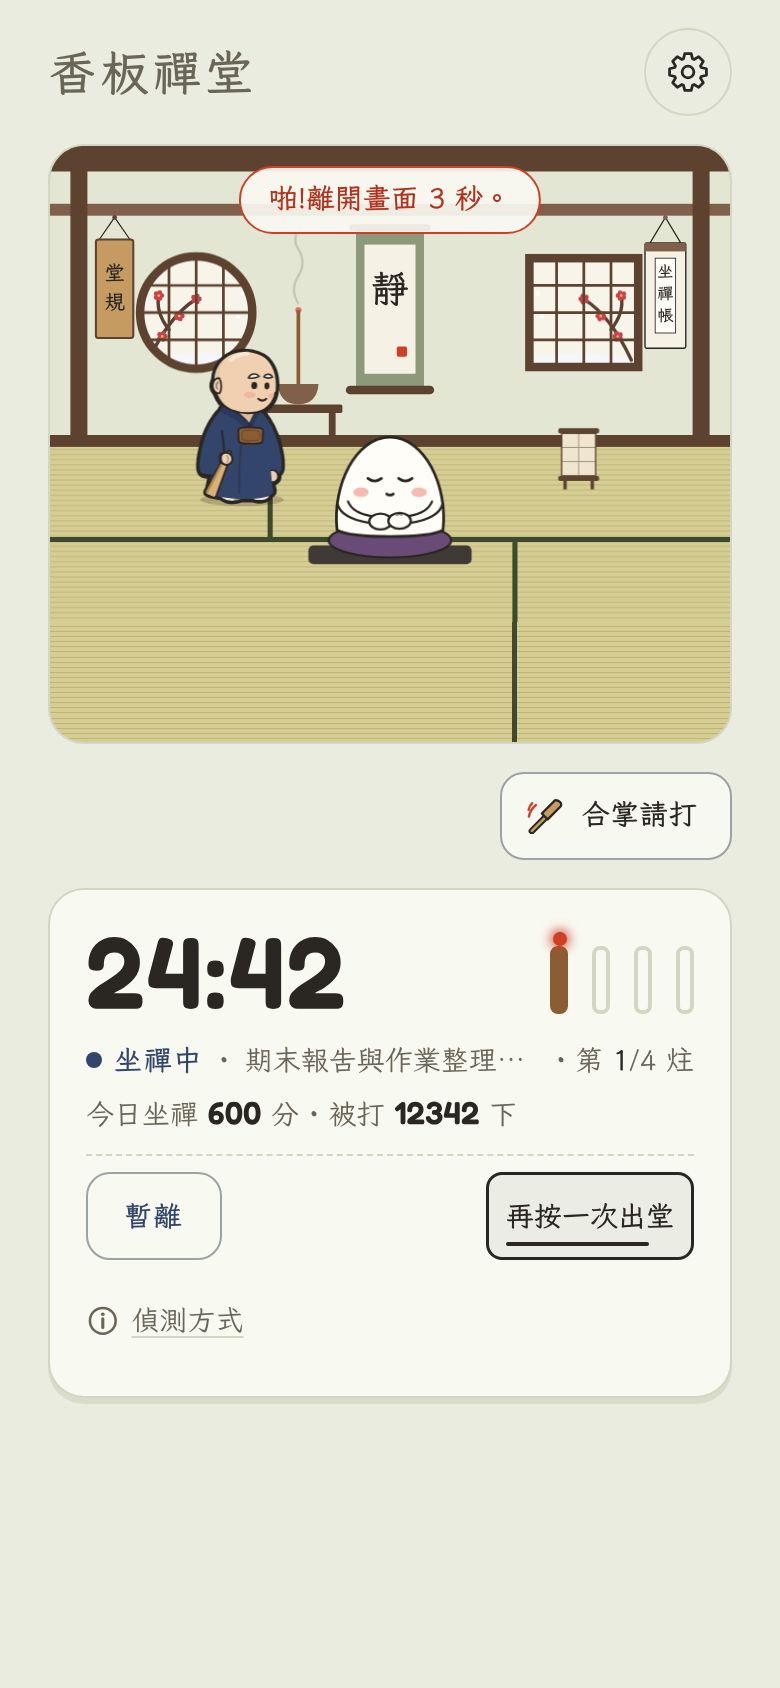 香板禪堂
啪!離開畫面 3 秒。
堂規
靜
坐禪帳
合掌請打
24:42
坐禪中 · 期末報告與作業整理… · 第 1/4 炷
今日坐禪 600 分 · 被打 12342 下
暫離
再按一次出堂
偵測方式